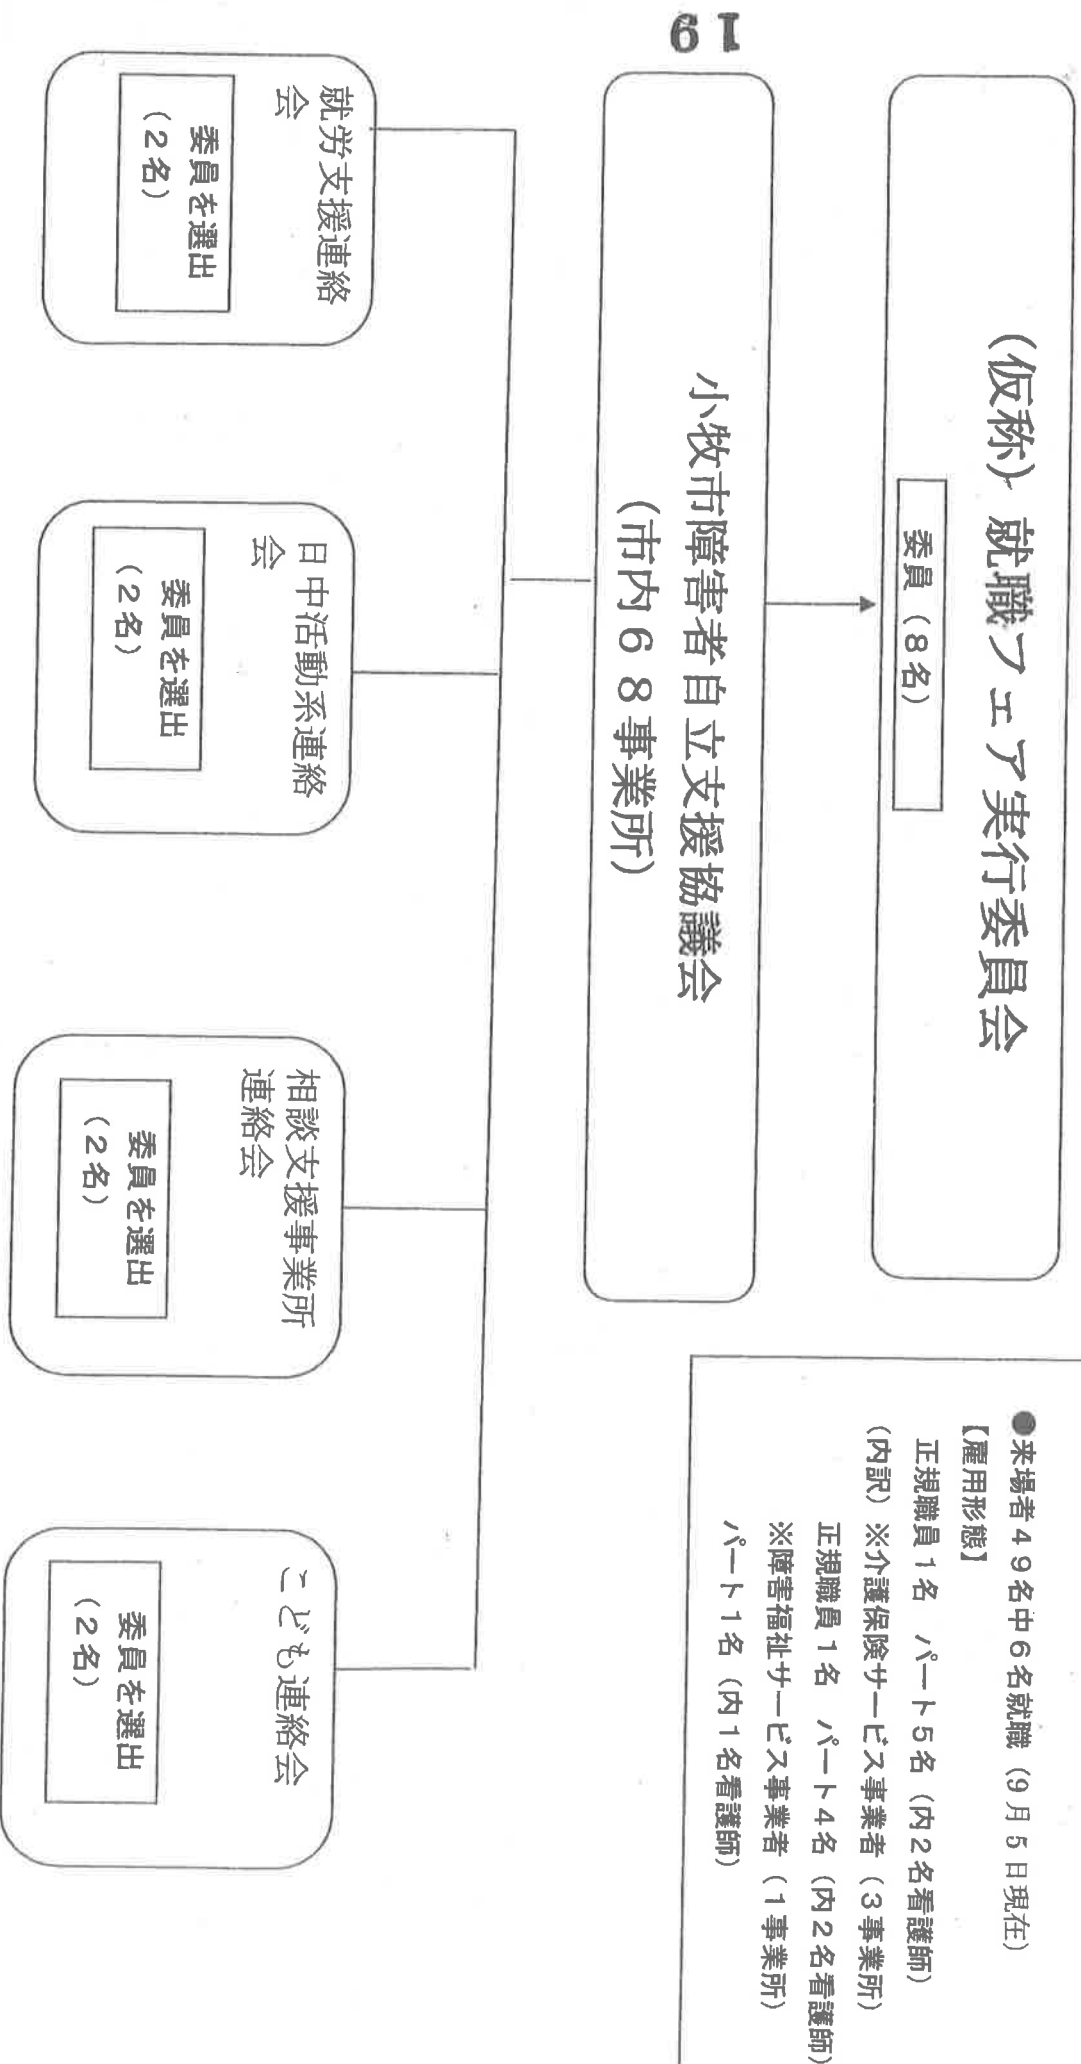 (仮称) 就職フェア実行委員会
委員(8名)
小牧市障害者自立支援協議会
(市内68事業所)
就労支援連絡
会
委員を選出
(2名)
日中活動系連絡
会
委員を選出
(2名)
相談支援事業所
連絡会
委員を選出
(2名)
こども連絡会
委員を選出
(2名)
●来場者49名中6名就職(9月5日現在)
【雇用形態】
正規職員1名 パート5名(内2名看護師)
(内訳)※介護保険サービス事業者(3事業所)
正規職員1名 パート4名(内2名看護師)
※障害福祉サービス事業者(1事業所)
パート1名(内1名看護師)
19